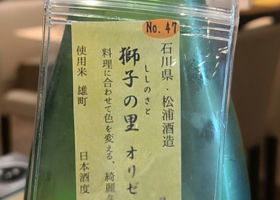 No.47
石川県・松浦酒造
ししのさと
獅子の里 オリゼ
料理に合わせて色を変える、綺麗な
使用米 雄町
日本酒度